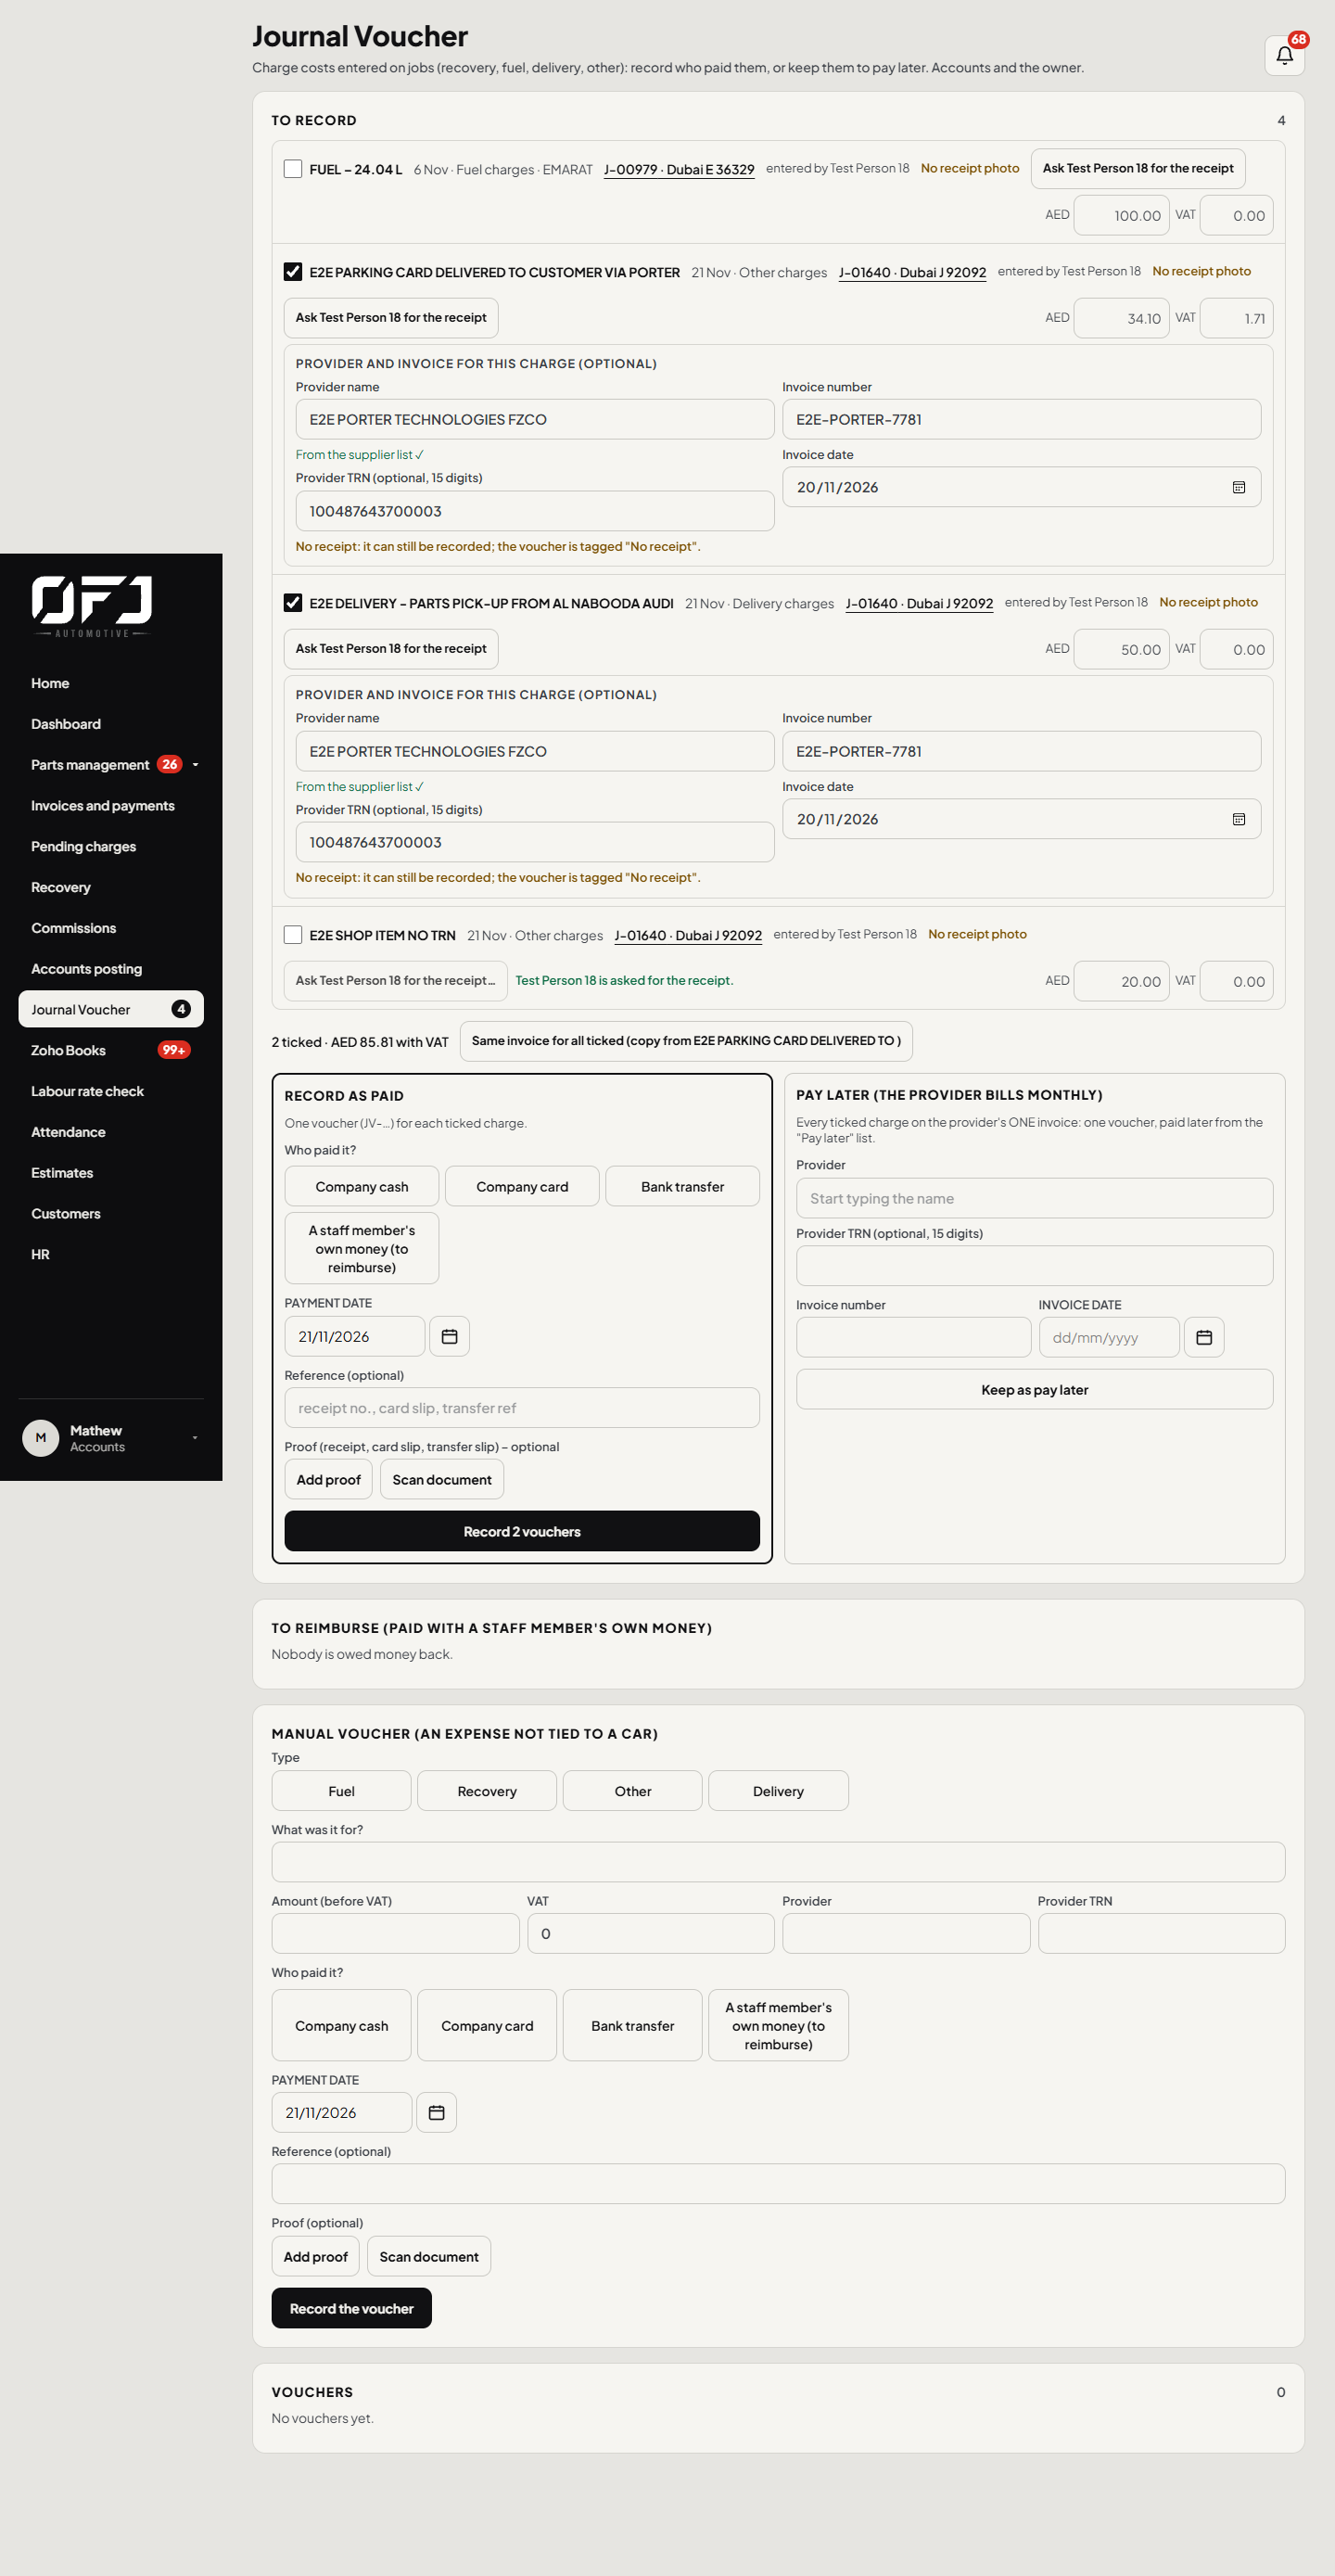 Journal Voucher
Charge costs entered on jobs (recovery, fuel, delivery, other): record who paid them, or keep them to pay later. Accounts and the owner.
68
TO RECORD 4
FUEL – 24.04 L 6 Nov · Fuel charges · EMARAT J-00979 · Dubai E 36329 entered by Test Person 18 No receipt photo Ask Test Person 18 for the receipt
AED 100.00 VAT 0.00
E2E PARKING CARD DELIVERED TO CUSTOMER VIA PORTER 21 Nov · Other charges J-01640 · Dubai J 92092 entered by Test Person 18 No receipt photo
Ask Test Person 18 for the receipt AED 34.10 VAT 1.71
PROVIDER AND INVOICE FOR THIS CHARGE (OPTIONAL)
Provider name Invoice number
E2E PORTER TECHNOLOGIES FZCO E2E-PORTER-7781
From the supplier list ✓ Invoice date
Provider TRN (optional, 15 digits) 20/11/2026
100487643700003
No receipt: it can still be recorded; the voucher is tagged "No receipt".
E2E DELIVERY - PARTS PICK-UP FROM AL NABOODA AUDI 21 Nov · Delivery charges J-01640 · Dubai J 92092 entered by Test Person 18 No receipt photo
Ask Test Person 18 for the receipt AED 50.00 VAT 0.00
PROVIDER AND INVOICE FOR THIS CHARGE (OPTIONAL)
Provider name Invoice number
E2E PORTER TECHNOLOGIES FZCO E2E-PORTER-7781
From the supplier list ✓ Invoice date
Provider TRN (optional, 15 digits) 20/11/2026
100487643700003
No receipt: it can still be recorded; the voucher is tagged "No receipt".
E2E SHOP ITEM NO TRN 21 Nov · Other charges J-01640 · Dubai J 92092 entered by Test Person 18 No receipt photo
Ask Test Person 18 for the receipt… Test Person 18 is asked for the receipt. AED 20.00 VAT 0.00
2 ticked · AED 85.81 with VAT Same invoice for all ticked (copy from E2E PARKING CARD DELIVERED TO )
RECORD AS PAID
One voucher (JV-…) for each ticked charge.
Who paid it?
Company cash Company card Bank transfer
A staff member's
own money (to
reimburse)
PAYMENT DATE
21/11/2026
Reference (optional)
receipt no., card slip, transfer ref
Proof (receipt, card slip, transfer slip) – optional
Add proof Scan document
Record 2 vouchers
PAY LATER (THE PROVIDER BILLS MONTHLY)
Every ticked charge on the provider's ONE invoice: one voucher, paid later from the
"Pay later" list.
Provider
Start typing the name
Provider TRN (optional, 15 digits)
Invoice number INVOICE DATE
dd/mm/yyyy
Keep as pay later
TO REIMBURSE (PAID WITH A STAFF MEMBER'S OWN MONEY)
Nobody is owed money back.
MANUAL VOUCHER (AN EXPENSE NOT TIED TO A CAR)
Type
Fuel Recovery Other Delivery
What was it for?
Amount (before VAT) VAT Provider Provider TRN
0
Who paid it?
Company cash Company card Bank transfer
A staff member's
own money (to
reimburse)
PAYMENT DATE
21/11/2026
Reference (optional)
Proof (optional)
Add proof Scan document
Record the voucher
VOUCHERS 0
No vouchers yet.
OFJ
AUTOMOTIVE
Home
Dashboard
Parts management 26
Invoices and payments
Pending charges
Recovery
Commissions
Accounts posting
Journal Voucher 4
Zoho Books 99+
Labour rate check
Attendance
Estimates
Customers
HR
M Mathew
Accounts